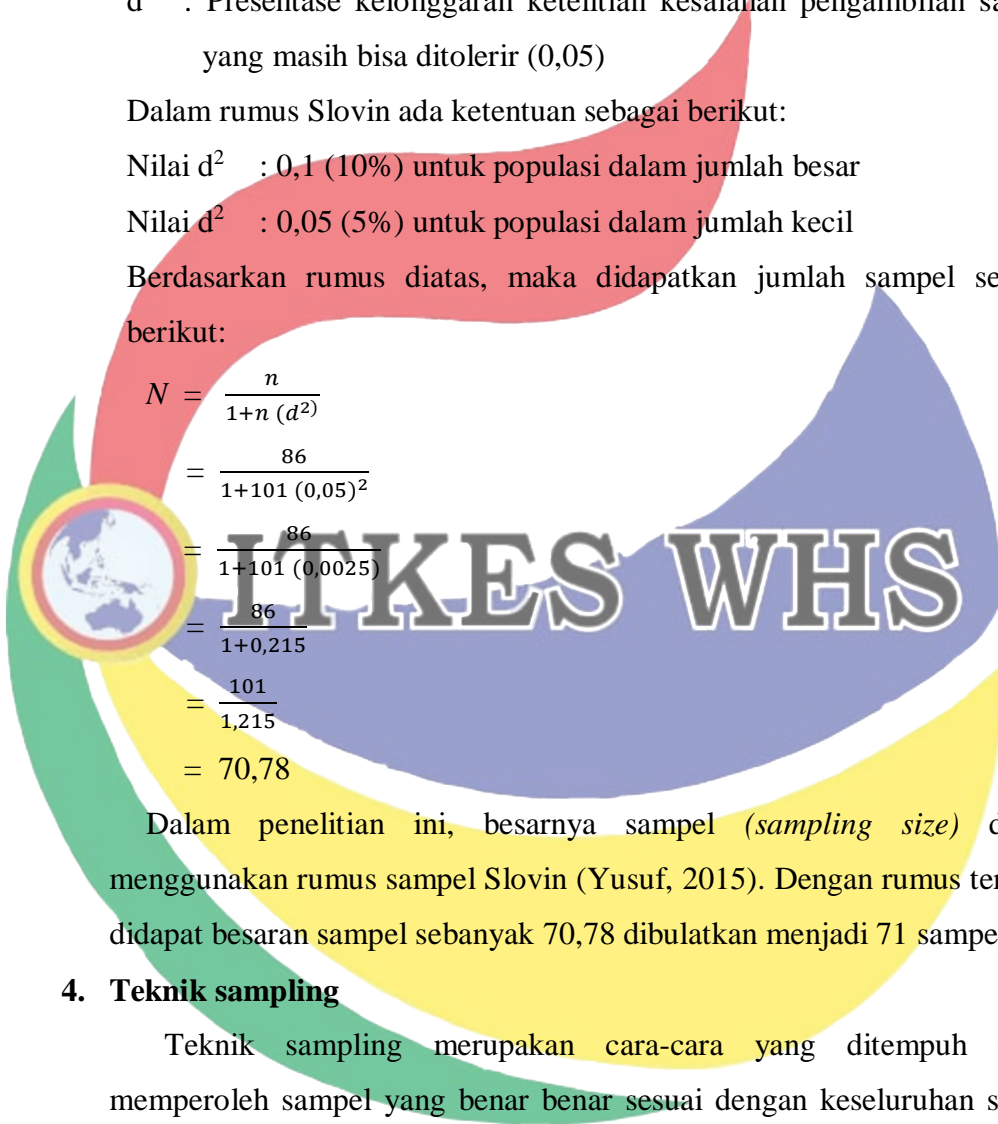 d : Presentase kelonggaran ketelitian kesalahan pengambilan sa
yang masih bisa ditolerir (0,05)
Dalam rumus Slovin ada ketentuan sebagai berikut:
Nilai d² : 0,1 (10%) untuk populasi dalam jumlah besar
Nilai d² : 0,05 (5%) untuk populasi dalam jumlah kecil
Berdasarkan rumus diatas, maka didapatkan jumlah sampel se
berikut:
N = n / 1+n (d²)
= 86 / 1+101 (0,05)²
= 86 / 1+101 (0,0025)
ITKES WHS
= 86 / 1+0,215
= 101 / 1,215
= 70,78
Dalam penelitian ini, besarnya sampel (sampling size) d
menggunakan rumus sampel Slovin (Yusuf, 2015). Dengan rumus ter
didapat besaran sampel sebanyak 70,78 dibulatkan menjadi 71 sampe
4. Teknik sampling
Teknik sampling merupakan cara-cara yang ditempuh
memperoleh sampel yang benar benar sesuai dengan keseluruhan s